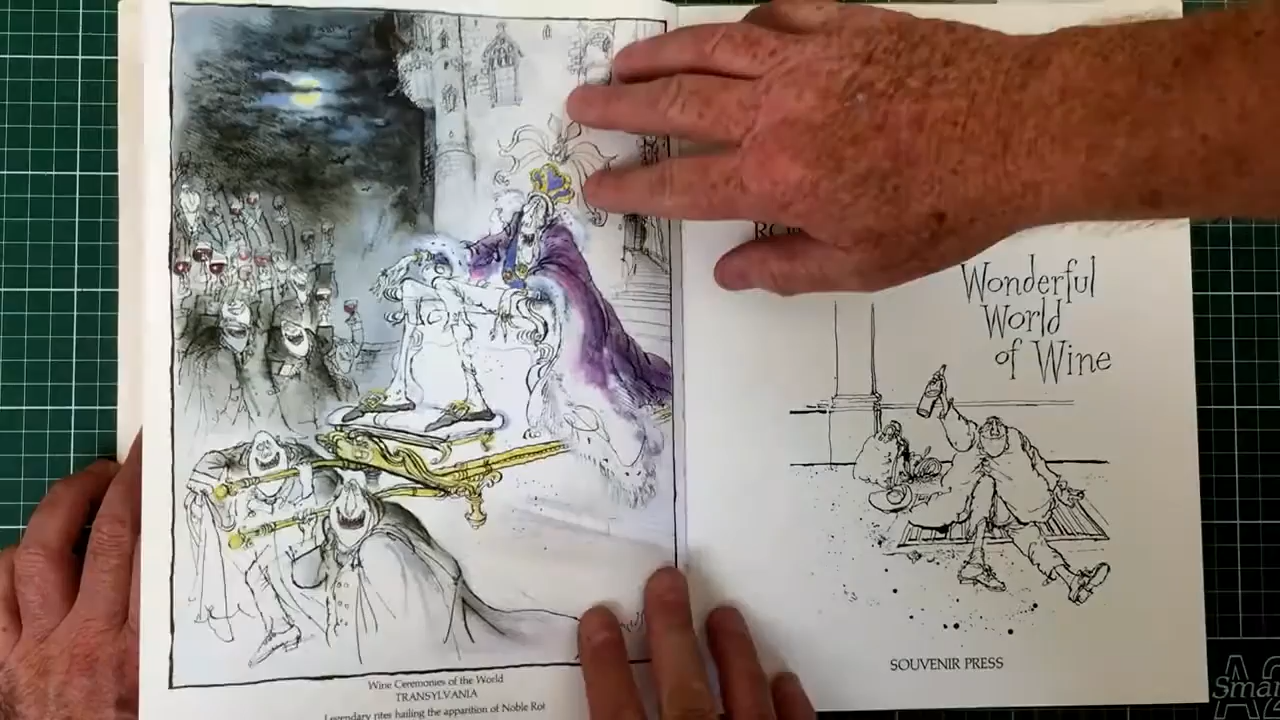 Wine Ceremonies of the World
TRANSYLVANIA
Legendary rites hailing the apparition of Noble Rot
Wonderful
World
of Wine
SOUVENIR PRESS
A2